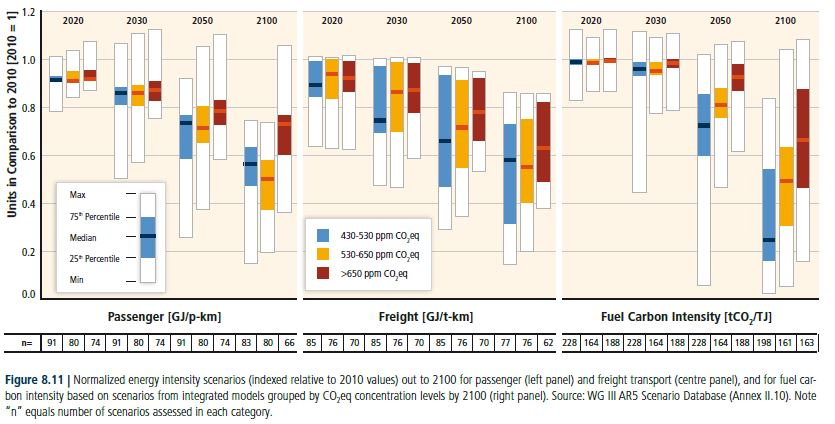 Units in Comparison to 2010 [2010 = 1]
1.2
1.0
0.8
0.6
0.4
0.2
0.0
2020 2030 2050 2100
Max
75th Percentile
Median
25th Percentile
Min
2020 2030 2050 2100
430-530 ppm CO2eq
530-650 ppm CO2eq
>650 ppm CO2eq
2020 2030 2050 2100
Passenger [GJ/p-km] Freight [GJ/t-km] Fuel Carbon Intensity [tCO2/TJ]
n= 91 80 74 91 80 74 91 80 74 83 80 66 85 76 70 85 76 70 85 76 70 77 76 62 228 164 188 228 164 188 228 164 188 198 161 163
Figure 8.11 | Normalized energy intensity scenarios (indexed relative to 2010 values) out to 2100 for passenger (left panel) and freight transport (centre panel), and for fuel car-
bon intensity based on scenarios from integrated models grouped by CO2eq concentration levels by 2100 (right panel). Source: WG III AR5 Scenario Database (Annex II.10). Note
"n" equals number of scenarios assessed in each category.